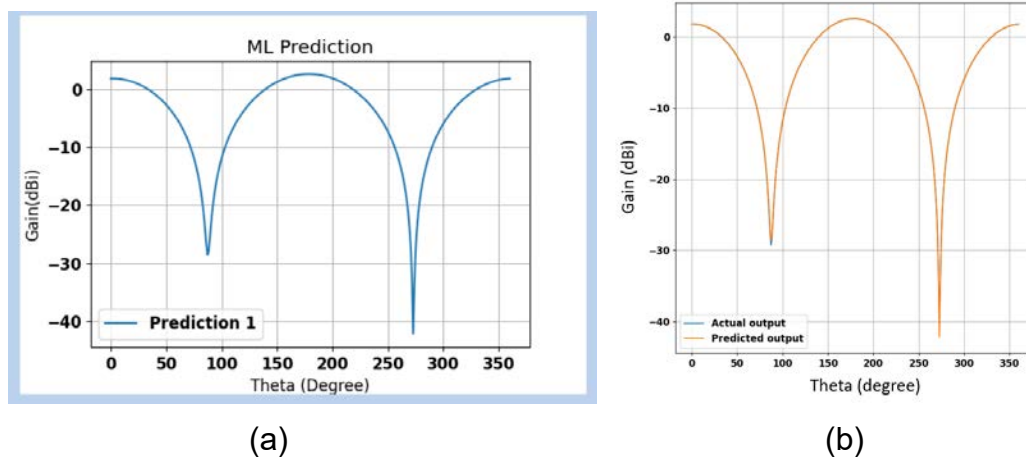 ML Prediction
Gain(dBi)
0
−10
−20
−30
−40
Prediction 1
0 50 100 150 200 250 300 350
Theta (Degree)
(a)
Gain (dBi)
0
−10
−20
−30
−40
Actual output
Predicted output
0 50 100 150 200 250 300 350
Theta (degree)
(b)